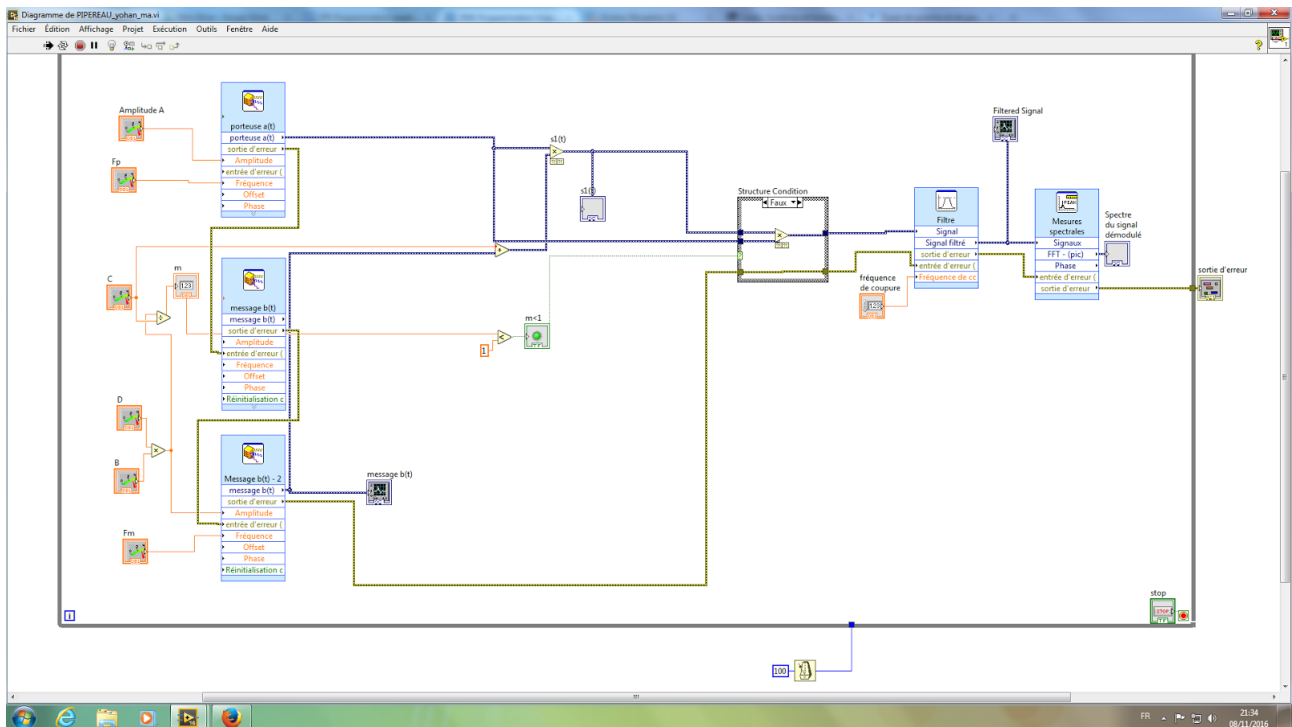 Diagramme de PIPEREAU_yohan_ma.vi
Fichier Édition Affichage Projet Exécution Outils Fenêtre Aide
Amplitude A
Fp
C
m
123
D
B
Fm
porteuse a(t)
porteuse a(t)
sortie d'erreur
Amplitude
entrée d'erreur (
Fréquence
Offset
Phase
message b(t)
message b(t)
sortie d'erreur
Amplitude
entrée d'erreur (
Fréquence
Offset
Phase
Réinitialisation c
Message b(t) - 2
message b(t)
sortie d'erreur
Amplitude
entrée d'erreur (
Fréquence
Offset
Phase
Réinitialisation c
message b(t)
s1(t)
s1(t)
1
m<1
Structure Condition
Faux
fréquence
de coupure
123
Filtre
Signal
Signal filtré
sortie d'erreur
entrée d'erreur (
Fréquence de cc
Filtered Signal
Mesures
spectrales
Signaux
FFT - (pic)
Phase
entrée d'erreur (
sortie d'erreur
Spectre
du signal
démodulé
sortie d'erreur
stop
STOP
i
100
FR
21:34
08/11/2016